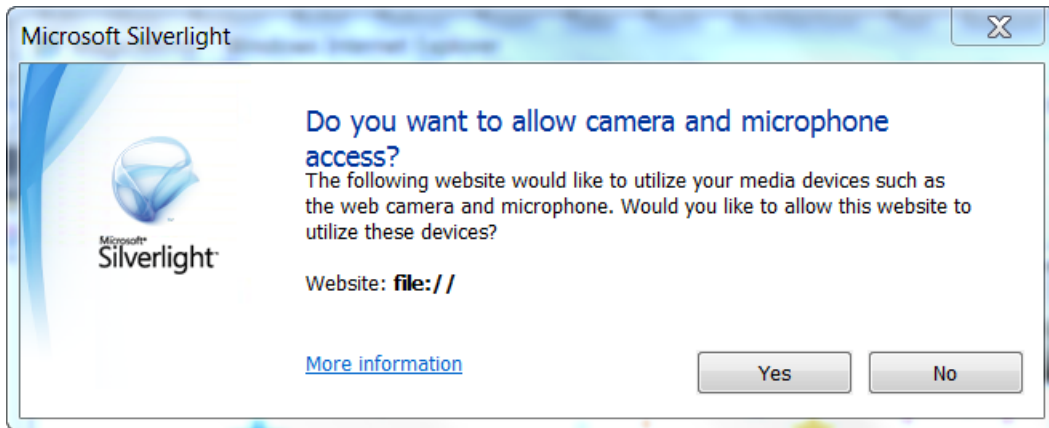 Microsoft Silverlight
Do you want to allow camera and microphone
access?
The following website would like to utilize your media devices such as
the web camera and microphone. Would you like to allow this website to
utilize these devices?
Microsoft®
Silverlight™
Website: file://
More information
Yes
No